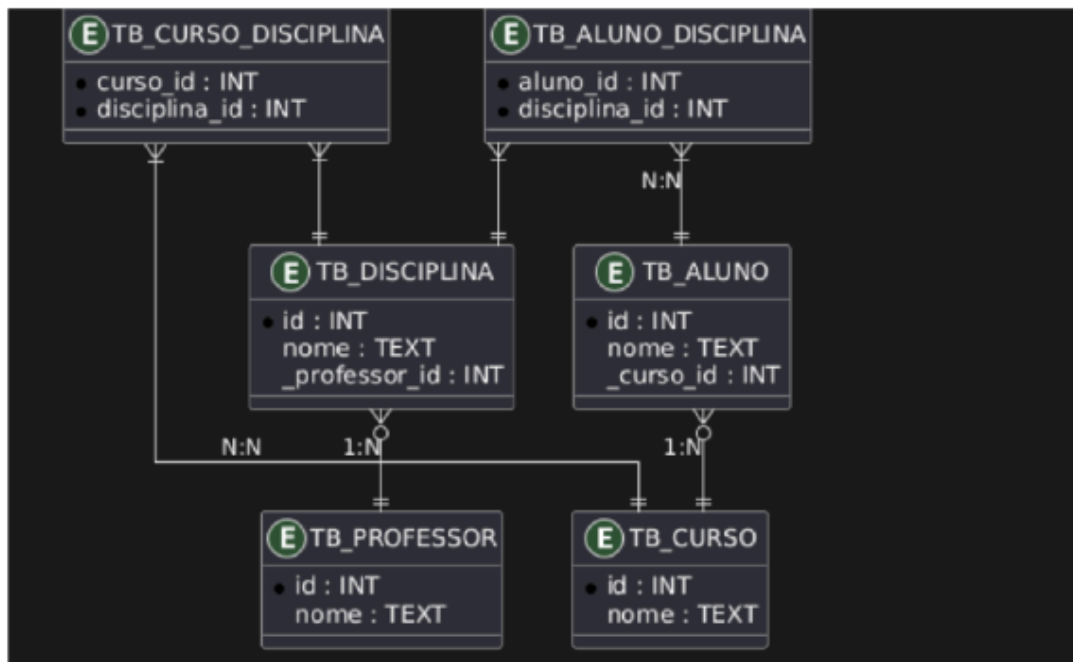 E TB_CURSO_DISCIPLINA
curso_id : INT
disciplina_id : INT
E TB_ALUNO_DISCIPLINA
aluno_id : INT
disciplina_id : INT
N:N
E TB_DISCIPLINA
id : INT
nome : TEXT
_professor_id : INT
E TB_ALUNO
id : INT
nome : TEXT
_curso_id : INT
N:N
1:N
1:N
E TB_PROFESSOR
id : INT
nome : TEXT
E TB_CURSO
id : INT
nome : TEXT